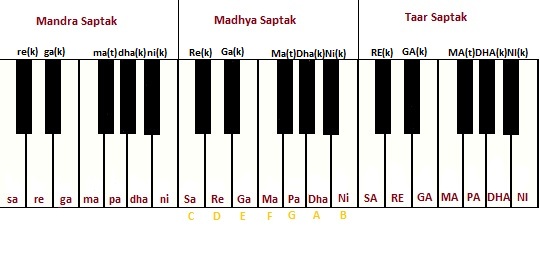 Mandra Saptak Madhya Saptak Taar Saptak
re(k) ga(k) ma(t) dha(k) ni(k) Re(k) Ga(k) Ma(t) Dha(k) Ni(k) RE(k) GA(k) MA(t) DHA(k) NI(k)
sa re ga ma pa dha ni Sa Re Ga Ma Pa Dha Ni SA RE GA MA PA DHA NI
C D E F G A B